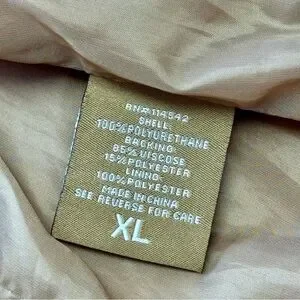 RN# 114542
SHELL:
100% POLYURETHANE
BACKING:
85% VISCOSE
15% POLYESTER
LINING:
100% POLYESTER
MADE IN CHINA
SEE REVERSE FOR CARE
XL